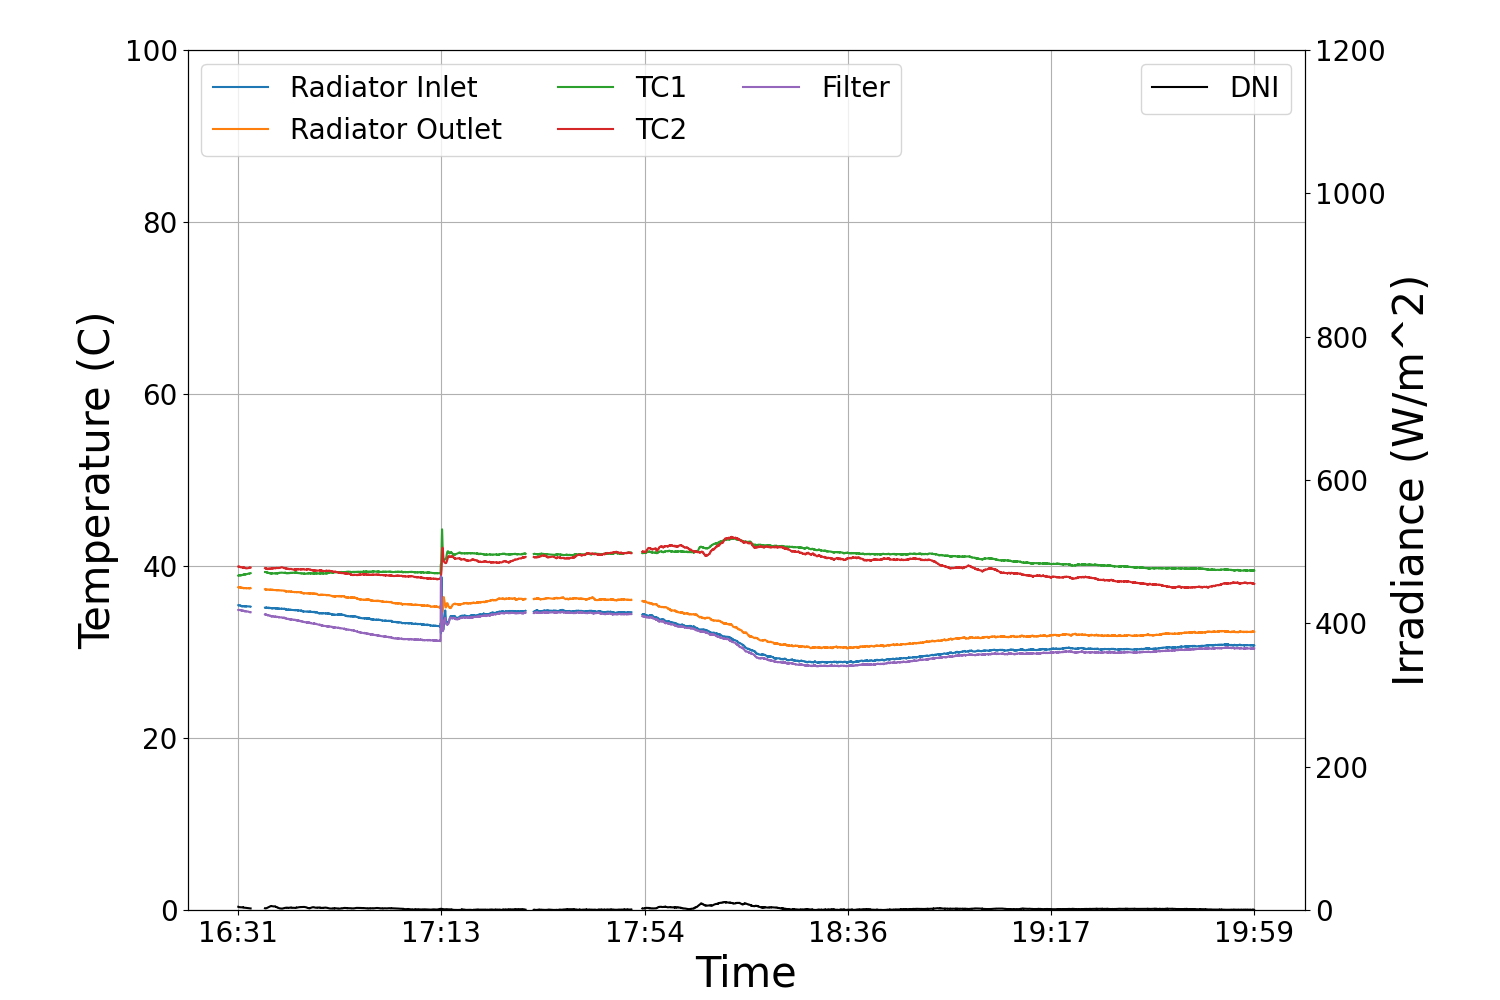 100
80
60
40
20
0
Temperature (C)
Radiator Inlet
Radiator Outlet
TC1
TC2
Filter
DNI
1200
1000
800
600
400
200
0
Irradiance (W/m^2)
16:31 17:13 17:54 18:36 19:17 19:59
Time